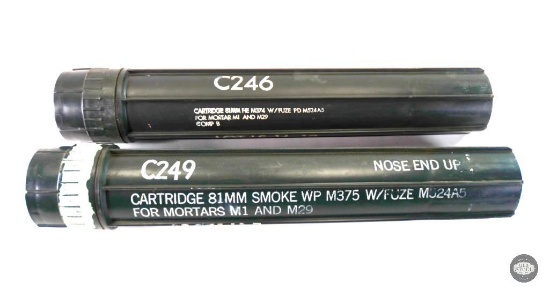 C246
CARTRIDGE 81MM HE M374 W/FUZE PD M524A5
FOR MORTAR M1 AND M29
COMP B
C249
NOSE END UP
CARTRIDGE 81MM SMOKE WP M375 W/FUZE M524A5
FOR MORTARS M1 AND M29